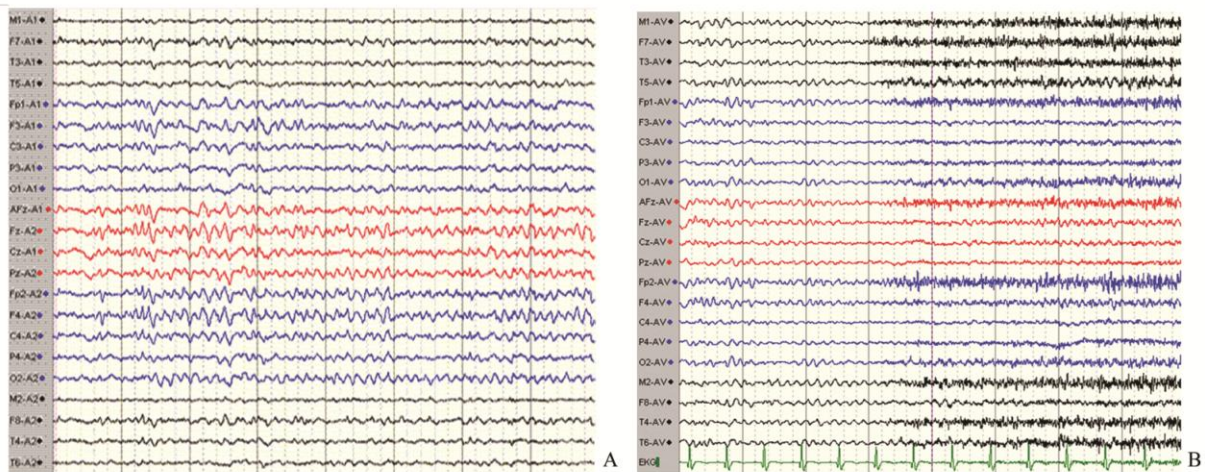 M1-A1
F7-A1
T3-A1
T5-A1
Fp1-A1
F3-A1
C3-A1
P3-A1
O1-A1
AFz-A1
Fz-A2
Cz-A1
Pz-A2
Fp2-A2
F4-A2
C4-A2
P4-A2
O2-A2
M2-A2
F8-A2
T4-A2
T6-A2
A
M1-AV
F7-AV
T3-AV
T5-AV
Fp1-AV
F3-AV
C3-AV
P3-AV
O1-AV
AFz-AV
Fz-AV
Cz-AV
Pz-AV
Fp2-AV
F4-AV
C4-AV
P4-AV
O2-AV
M2-AV
F8-AV
T4-AV
T6-AV
EKG
B